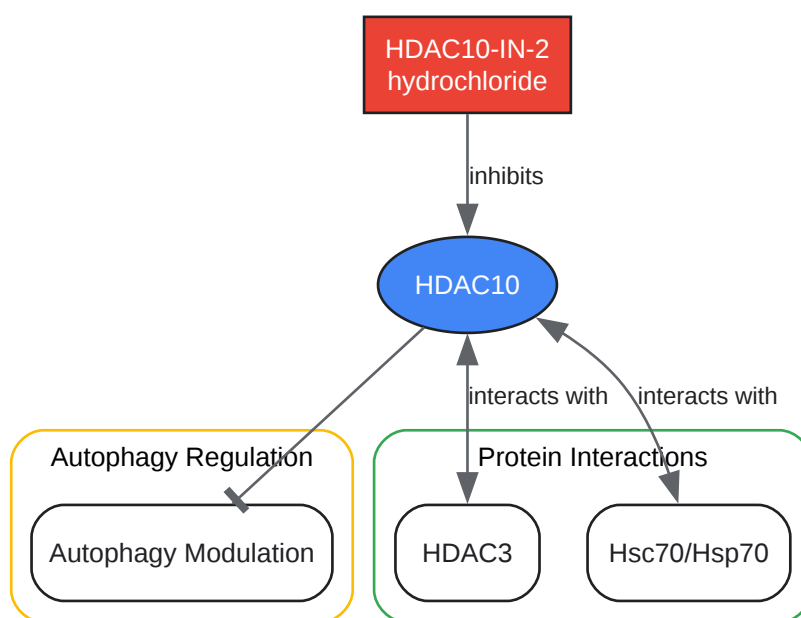 HDAC10-IN-2
hydrochloride
inhibits
HDAC10
interacts with
interacts with
Autophagy Regulation
Protein Interactions
Autophagy Modulation
HDAC3
Hsc70/Hsp70